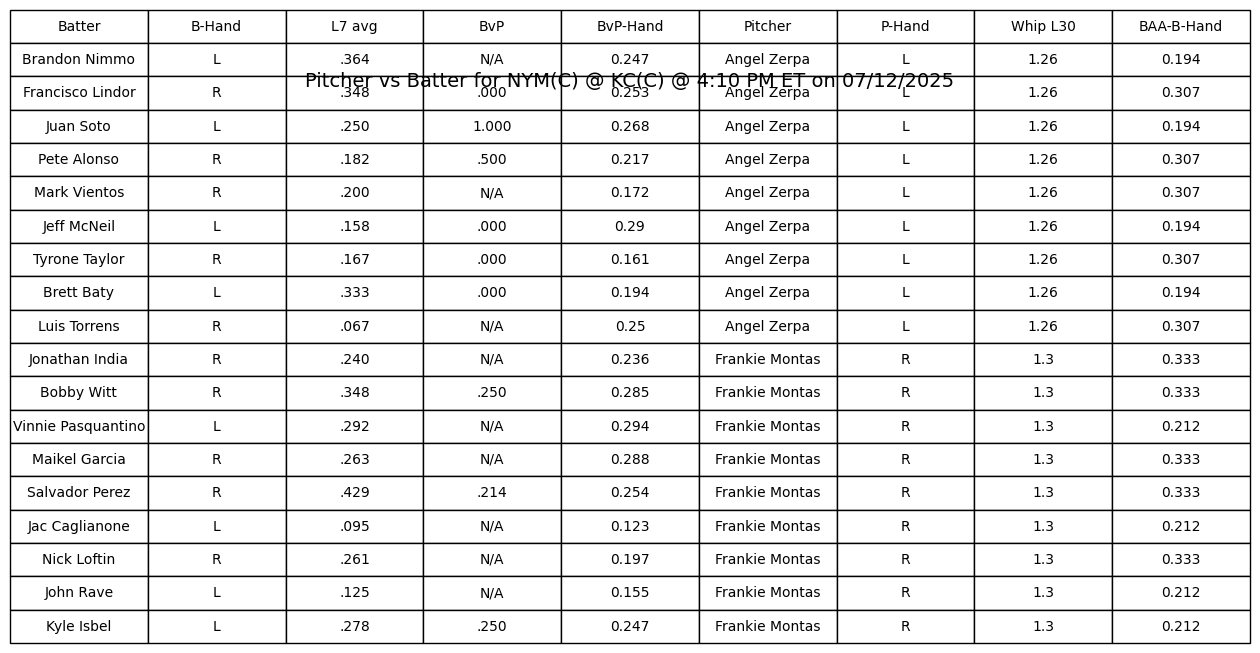 Batter B-Hand L7 avg BvP BvP-Hand Pitcher P-Hand Whip L30 BAA-B-Hand
Brandon Nimmo L .364 N/A 0.247 Angel Zerpa L 1.26 0.194
Pitcher vs Batter for NYM(C) @ KC(C) @ 4:10 PM ET on 07/12/2025
Francisco Lindor R .348 .000 0.253 Angel Zerpa L 1.26 0.307
Juan Soto L .250 1.000 0.268 Angel Zerpa L 1.26 0.194
Pete Alonso R .182 .500 0.217 Angel Zerpa L 1.26 0.307
Mark Vientos R .200 N/A 0.172 Angel Zerpa L 1.26 0.307
Jeff McNeil L .158 .000 0.29 Angel Zerpa L 1.26 0.194
Tyrone Taylor R .167 .000 0.161 Angel Zerpa L 1.26 0.307
Brett Baty L .333 .000 0.194 Angel Zerpa L 1.26 0.194
Luis Torrens R .067 N/A 0.25 Angel Zerpa L 1.26 0.307
Jonathan India R .240 N/A 0.236 Frankie Montas R 1.3 0.333
Bobby Witt R .348 .250 0.285 Frankie Montas R 1.3 0.333
Vinnie Pasquantino L .292 N/A 0.294 Frankie Montas R 1.3 0.212
Maikel Garcia R .263 N/A 0.288 Frankie Montas R 1.3 0.333
Salvador Perez R .429 .214 0.254 Frankie Montas R 1.3 0.333
Jac Caglianone L .095 N/A 0.123 Frankie Montas R 1.3 0.212
Nick Loftin R .261 N/A 0.197 Frankie Montas R 1.3 0.333
John Rave L .125 N/A 0.155 Frankie Montas R 1.3 0.212
Kyle Isbel L .278 .250 0.247 Frankie Montas R 1.3 0.212